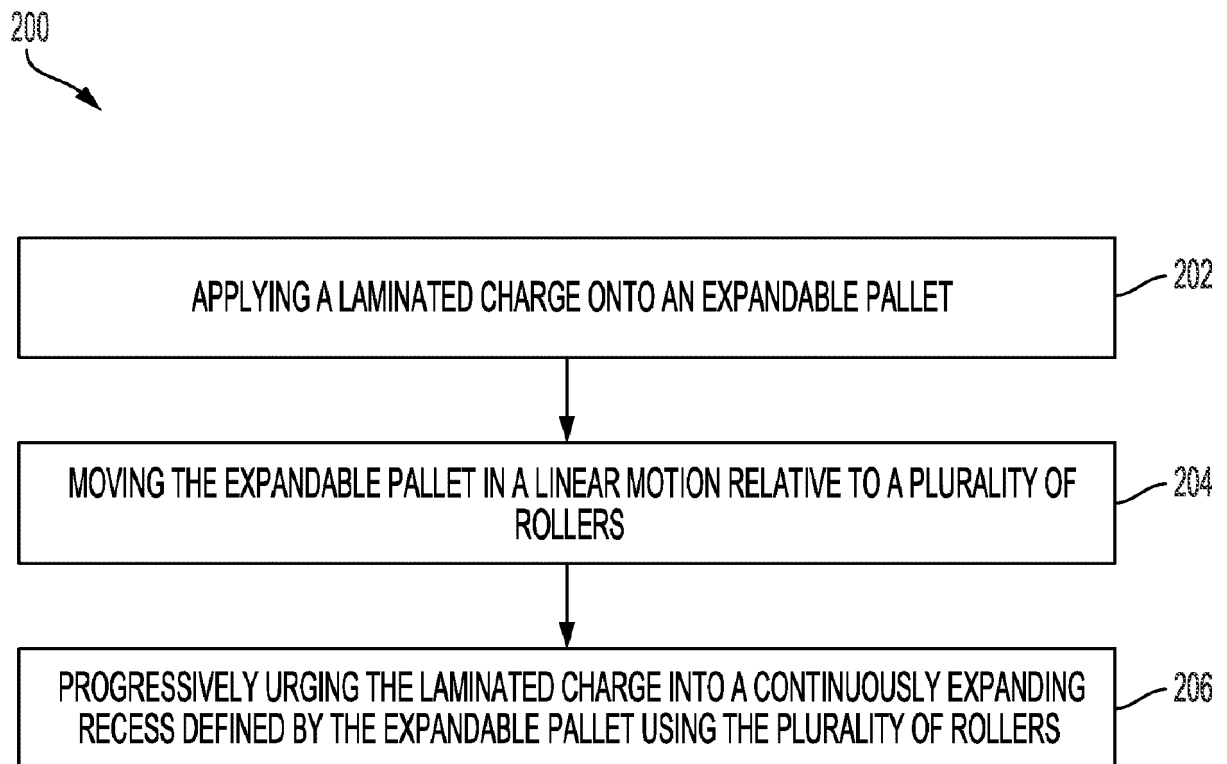 200
APPLYING A LAMINATED CHARGE ONTO AN EXPANDABLE PALLET
202
MOVING THE EXPANDABLE PALLET IN A LINEAR MOTION RELATIVE TO A PLURALITY OF
ROLLERS
204
PROGRESSIVELY URGING THE LAMINATED CHARGE INTO A CONTINUOUSLY EXPANDING
RECESS DEFINED BY THE EXPANDABLE PALLET USING THE PLURALITY OF ROLLERS
206